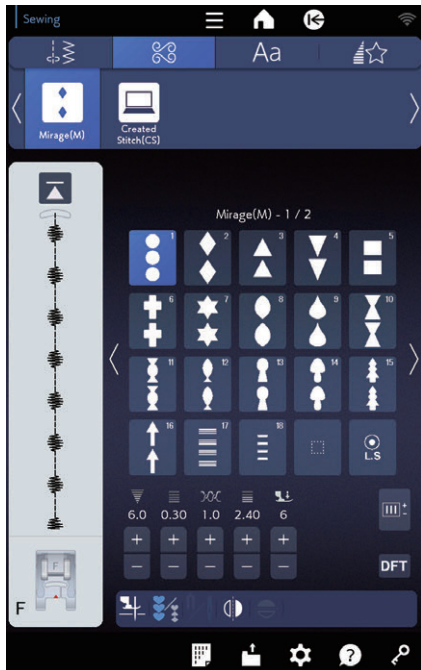 Sewing
Aa
Mirage(M)
Created
Stitch(CS)
Mirage(M) - 1 / 2
1 2 3 4 5
6 7 8 9 10
11 12 13 14 15
16 17 18
L.S
6.0 0.30 1.0 2.40 6
+ + + + +
− − − − −
DFT
F
F
?